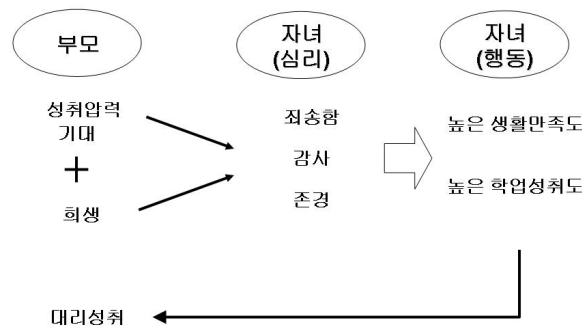 부모
자녀
(심리)
자녀
(행동)
성취압력
기대
+
희생
죄송함
감사
존경
높은 생활만족도
높은 학업성취도
대리성취